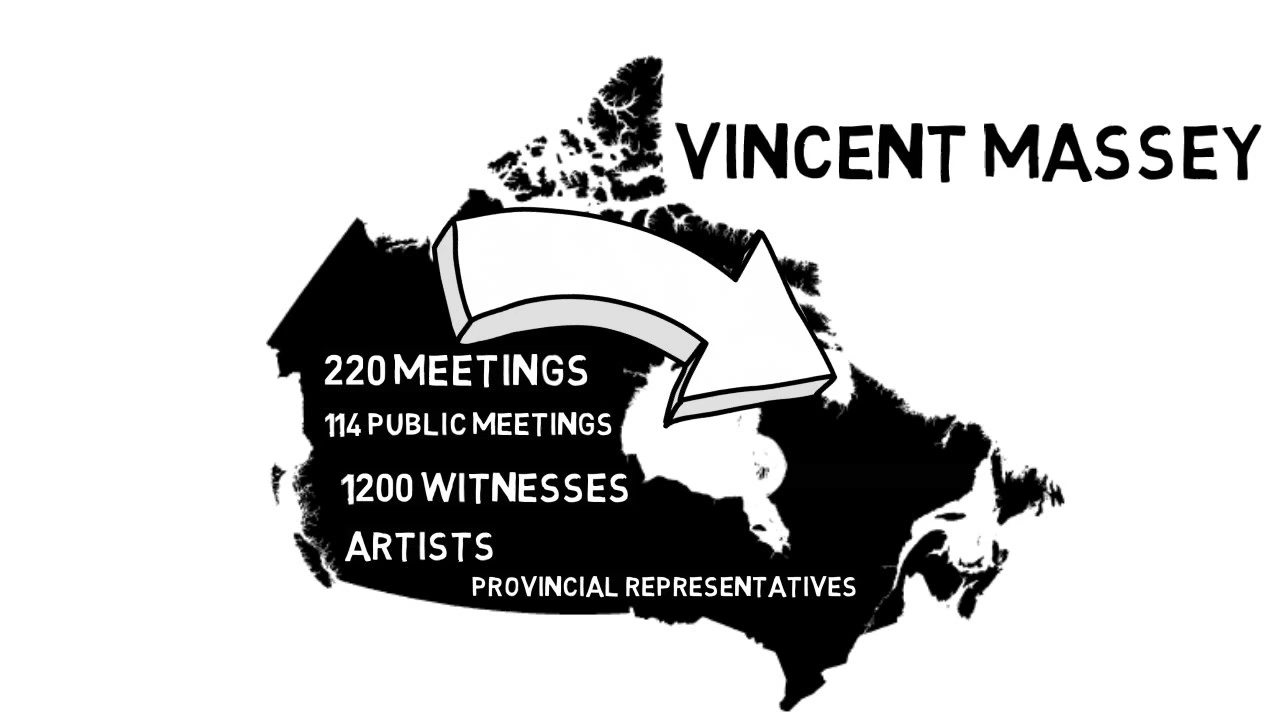 VINCENT MASSEY
220 MEETINGS
114 PUBLIC MEETINGS
1200 WITNESSES
ARTISTS
PROVINCIAL REPRESENTATIVES